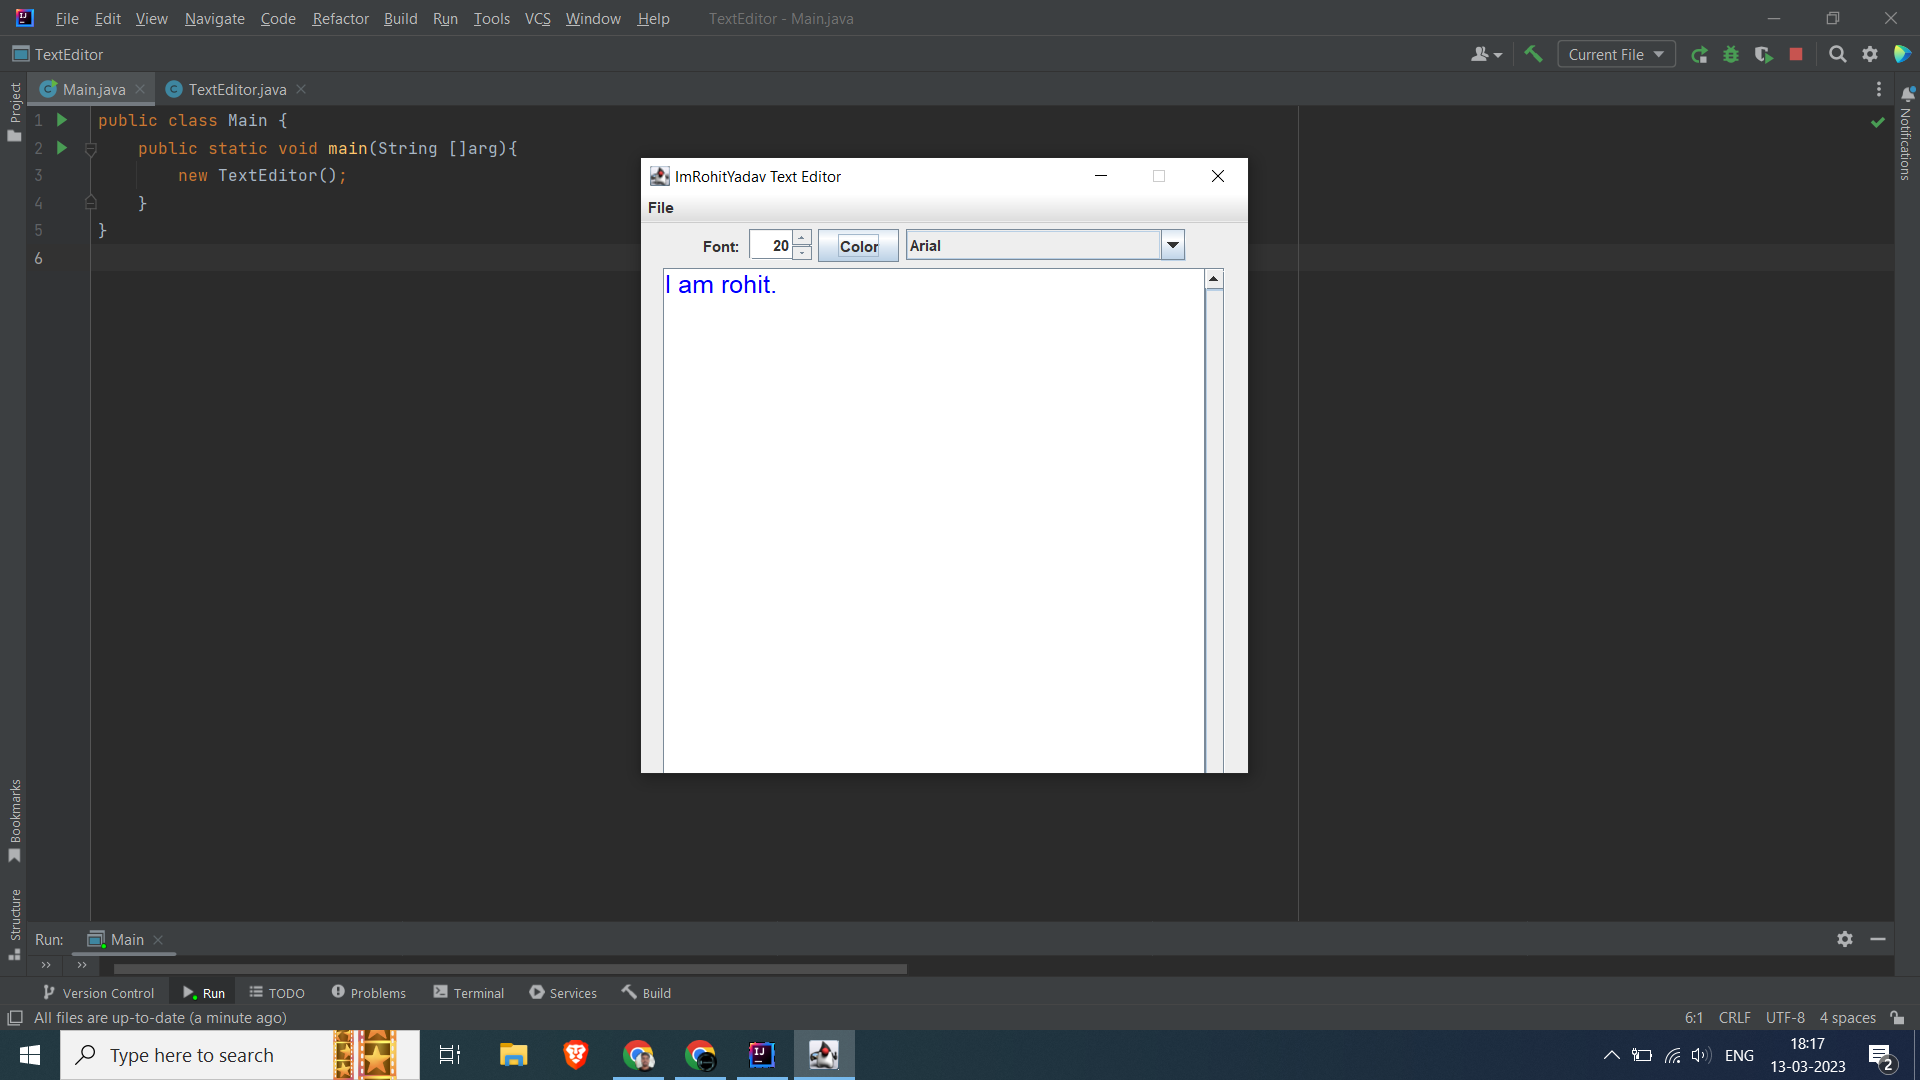 File Edit View Navigate Code Refactor Build Run Tools VCS Window Help TextEditor - Main.java
TextEditor
Current File
Main.java TextEditor.java
Project
Notifications
1 public class Main {
2 public static void main(String []arg){
3 new TextEditor();
4 }
5 }
6
ImRohitYadav Text Editor
File
Font: 20 Color Arial
I am rohit.
Bookmarks
Structure
Run: Main
Version Control Run TODO Problems Terminal Services Build
All files are up-to-date (a minute ago) 6:1 CRLF UTF-8 4 spaces
Type here to search
ENG
18:17
13-03-2023
2